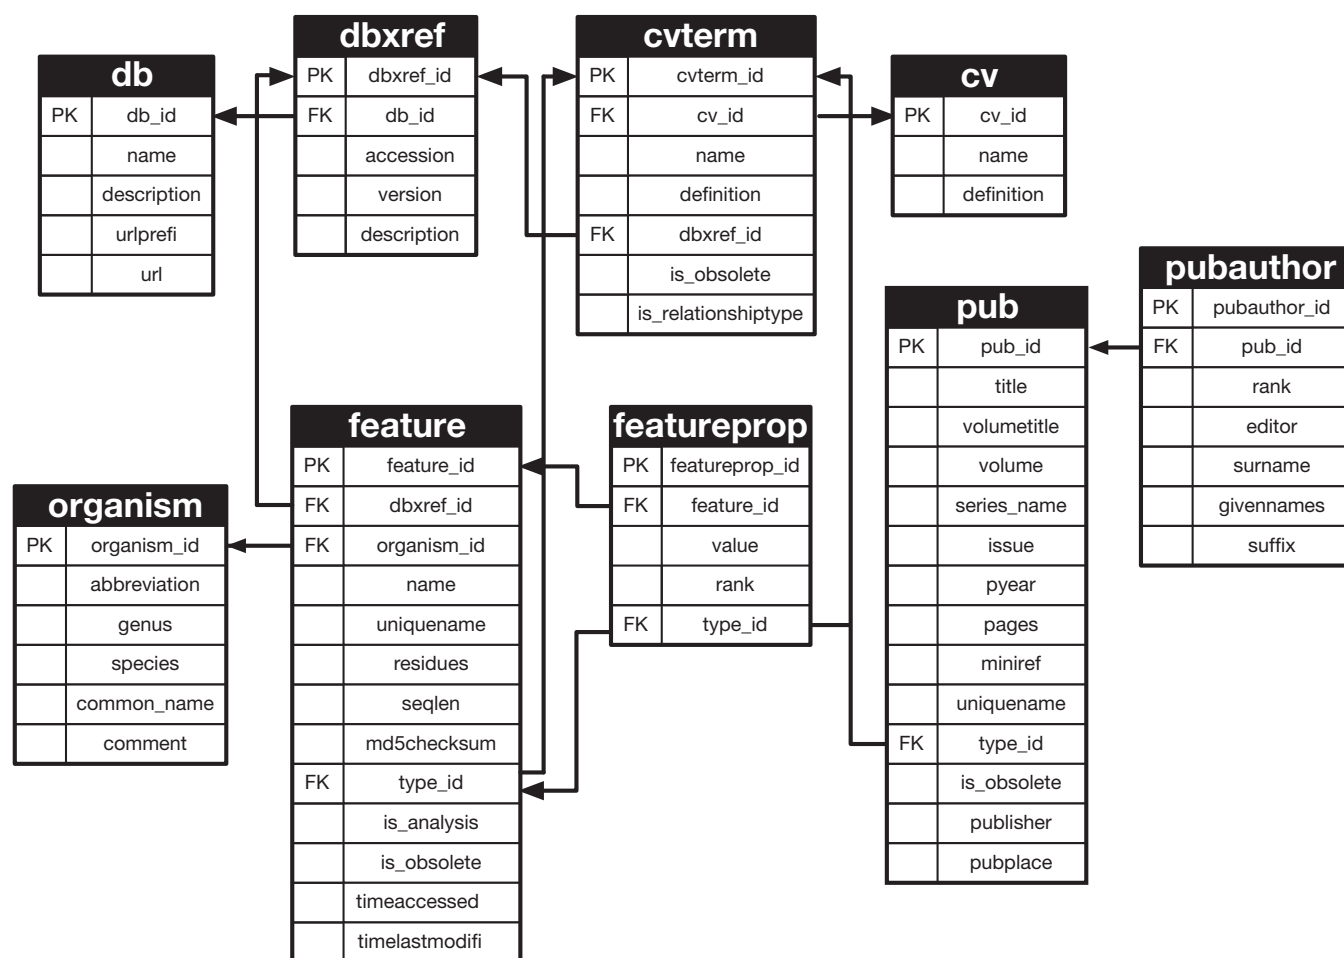 db
PK db_id
name
description
urlprefi
url
dbxref
PK dbxref_id
FK db_id
accession
version
description
cvterm
PK cvterm_id
FK cv_id
name
definition
FK dbxref_id
is_obsolete
is_relationshiptype
cv
PK cv_id
name
definition
pubauthor
PK pubauthor_id
FK pub_id
rank
editor
surname
givennames
suffix
pub
PK pub_id
title
volumetitle
volume
series_name
issue
pyear
pages
miniref
uniquename
FK type_id
is_obsolete
publisher
pubplace
feature
PK feature_id
FK dbxref_id
FK organism_id
name
uniquename
residues
seqlen
md5checksum
FK type_id
is_analysis
is_obsolete
timeaccessed
timelastmodifi
featureprop
PK featureprop_id
FK feature_id
value
rank
FK type_id
organism
PK organism_id
abbreviation
genus
species
common_name
comment